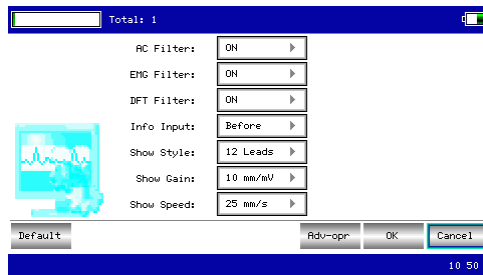 Total: 1
AC Filter: ON
EMG Filter: ON
DFT Filter: ON
Info Input: Before
Show Style: 12 Leads
Show Gain: 10 mm/mV
Show Speed: 25 mm/s
Default Adv-opr OK Cancel
10 50